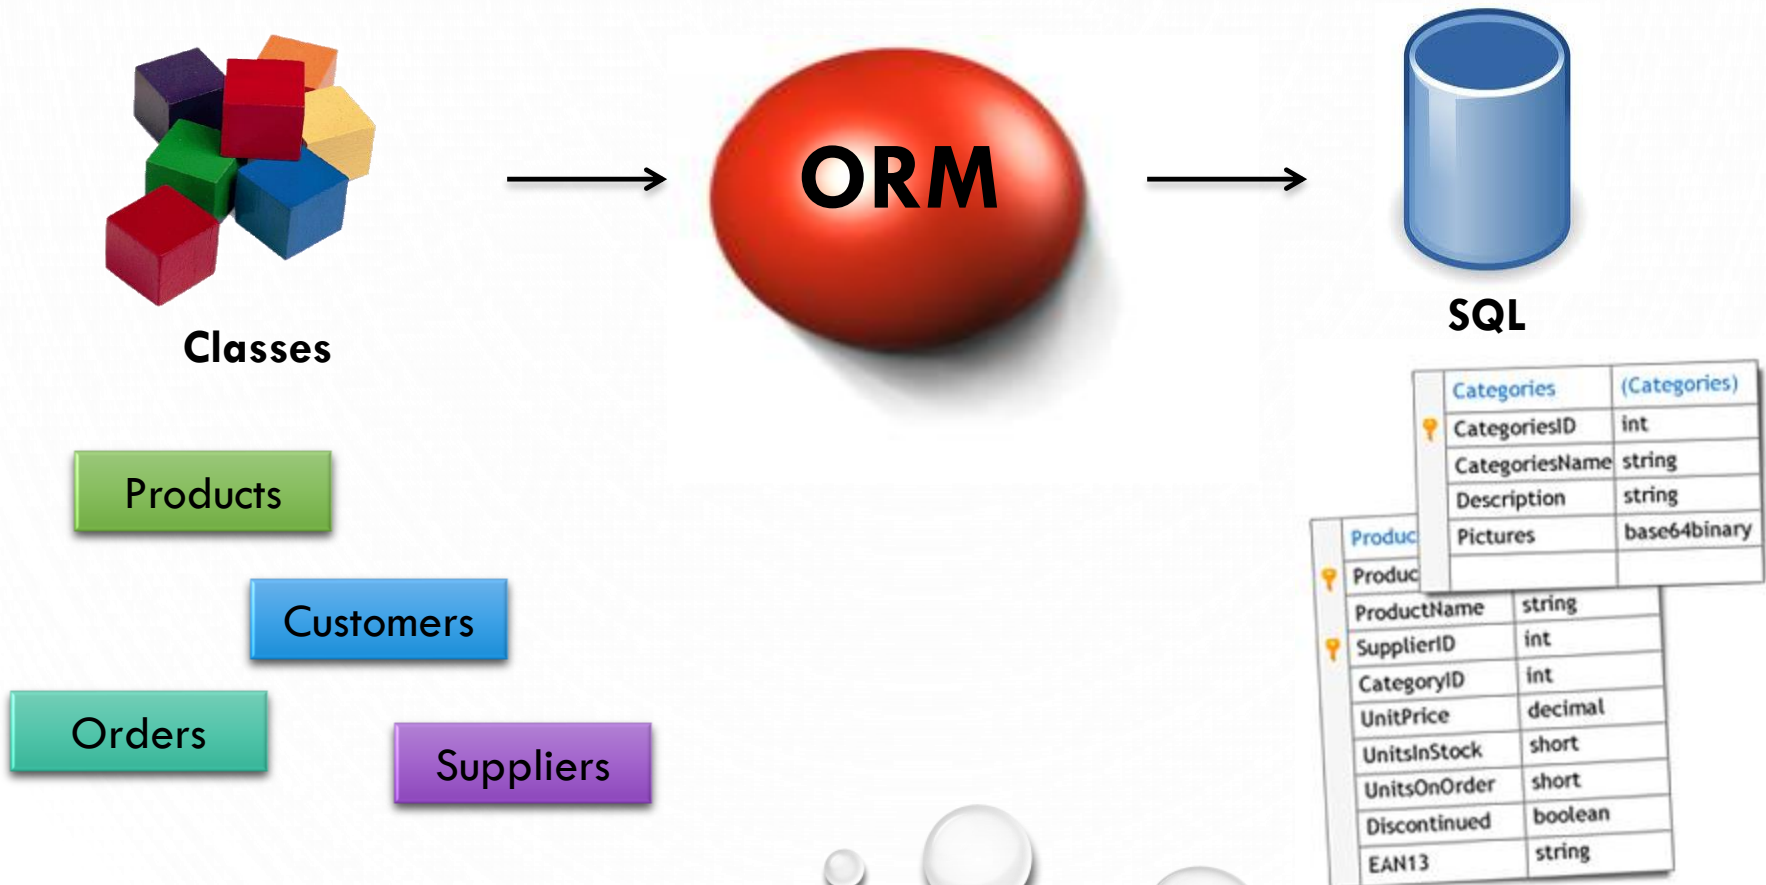 ORM
SQL
Classes
Products
Customers
Orders
Suppliers
Categories (Categories)
CategoriesID int
CategoriesName string
Description string
Pictures base64binary
Produc
Produc
ProductName string
SupplierID int
CategoryID int
UnitPrice decimal
UnitsInStock short
UnitsOnOrder short
Discontinued boolean
EAN13 string